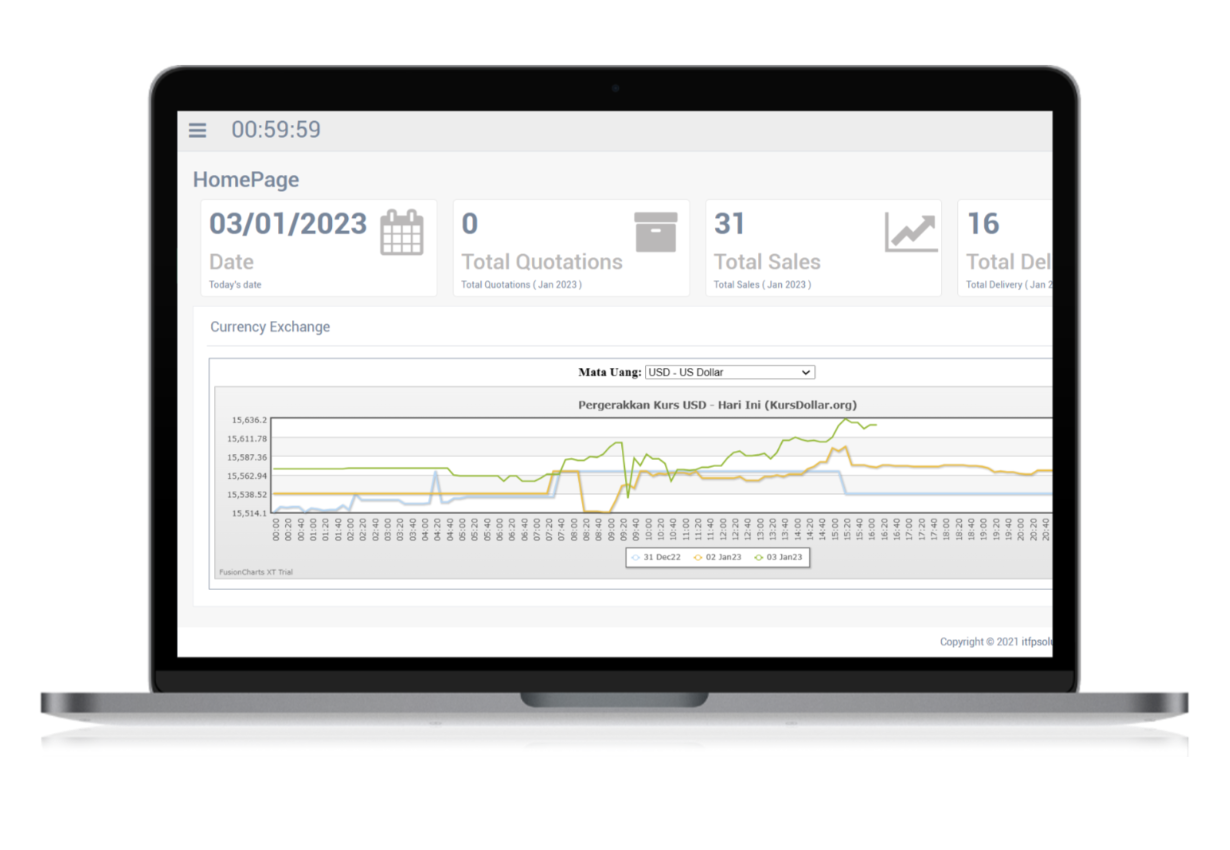 00:59:59
HomePage
03/01/2023
Date
Today's date
0
Total Quotations
Total Quotations ( Jan 2023 )
31
Total Sales
Total Sales ( Jan 2023 )
16
Total Del
Total Delivery ( Jan 2
Currency Exchange
Mata Uang: USD - US Dollar
Pergerakkan Kurs USD - Hari Ini (KursDollar.org)
15,636.2
15,611.78
15,587.36
15,562.94
15,538.52
15,514.1
00:00 00:20 00:40 01:00 01:20 01:40 02:00 02:20 02:40 03:00 03:20 03:40 04:00 04:20 04:40 05:00 05:20 05:40 06:00 06:20 06:40 07:00 07:20 07:40 08:00 08:20 08:40 09:00 09:20 09:40 10:00 10:20 10:40 11:00 11:20 11:40 12:00 12:20 12:40 13:00 13:20 13:40 14:00 14:20 14:40 15:00 15:20 15:40 16:00 16:20 16:40 17:00 17:20 17:40 18:00 18:20 18:40 19:00 19:20 19:40 20:00 20:20 20:40
31 Dec22 02 Jan23 03 Jan23
FusionCharts XT Trial
Copyright © 2021 itfpsolu